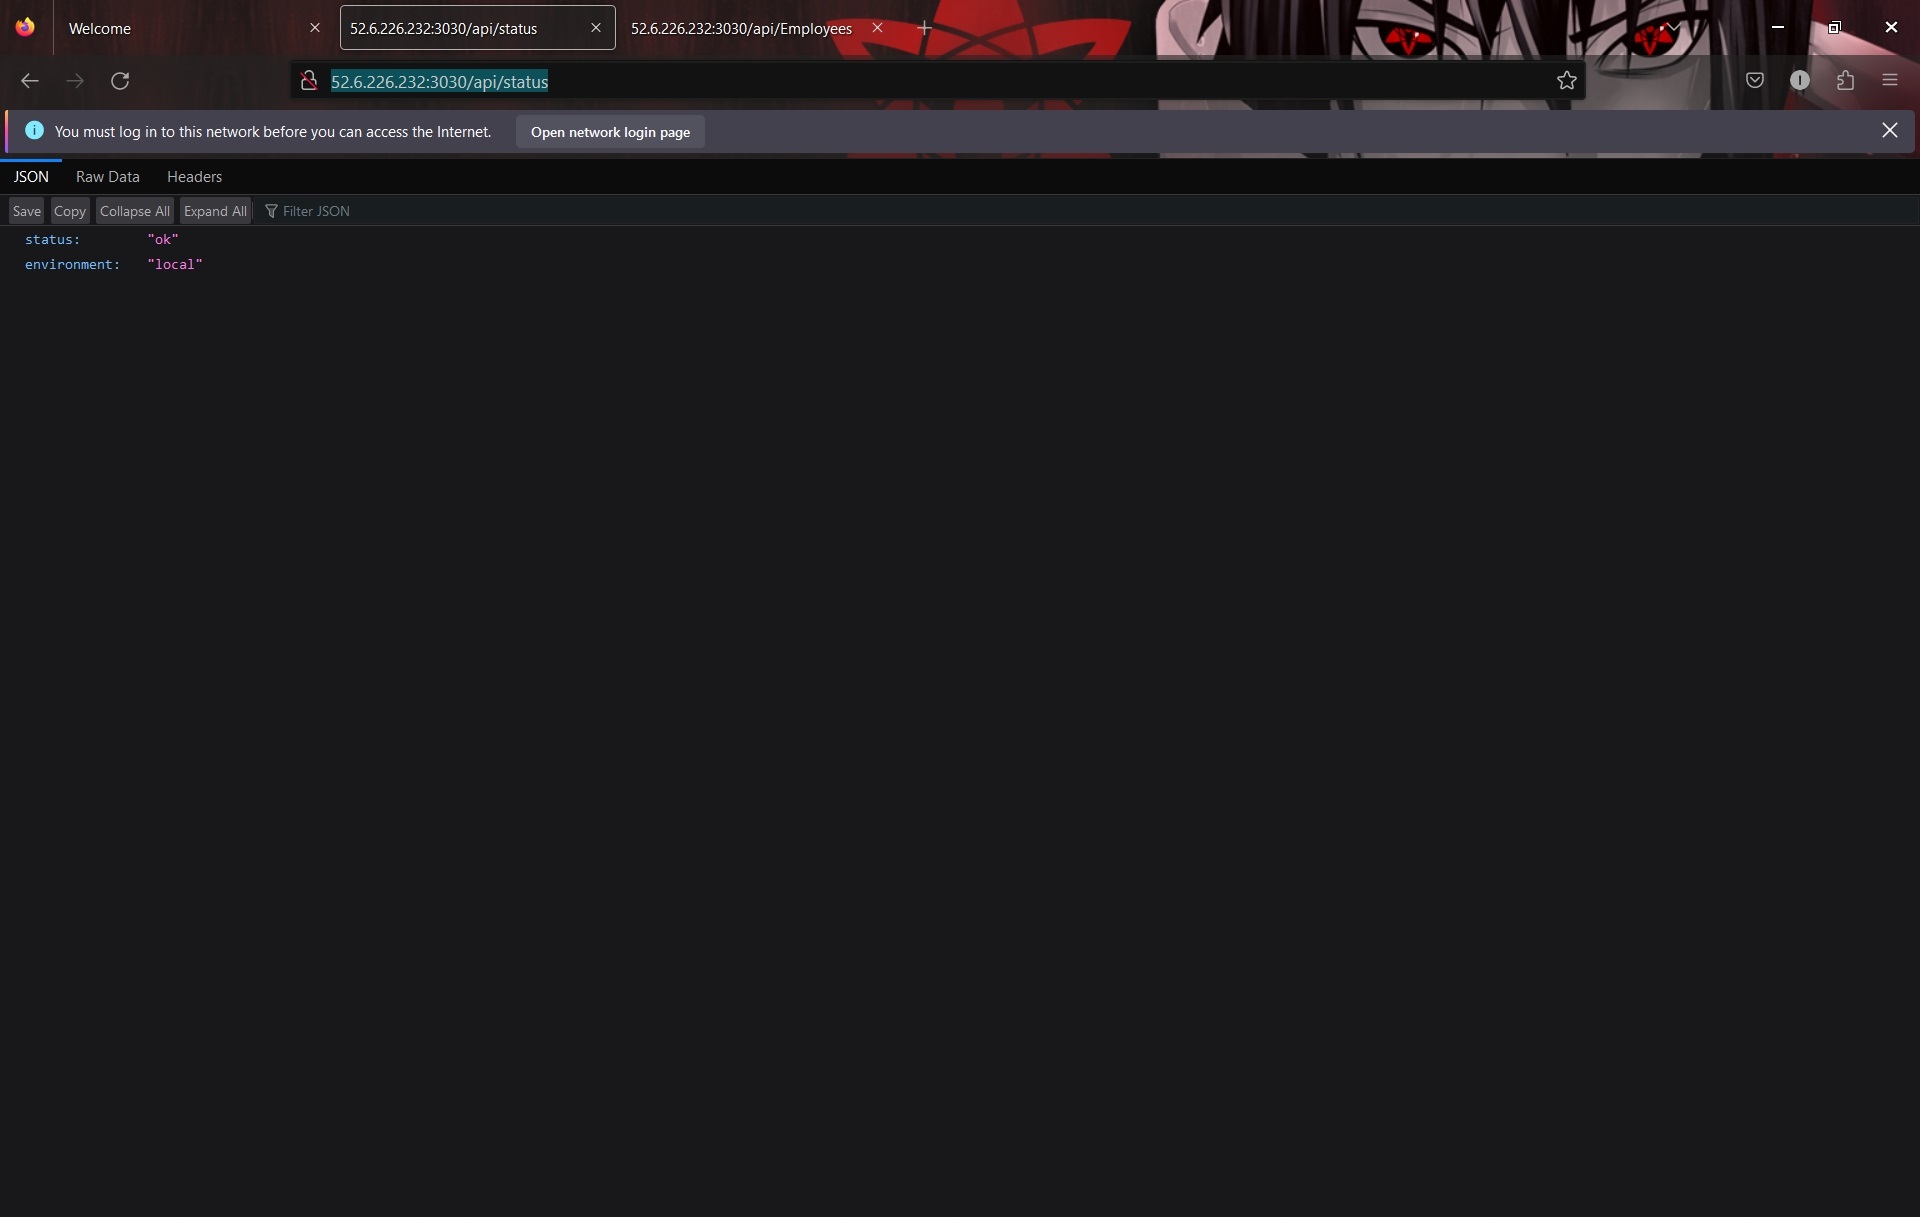 Welcome
52.6.226.232:3030/api/status
52.6.226.232:3030/api/Employees
52.6.226.232:3030/api/status
You must log in to this network before you can access the Internet. Open network login page
JSON Raw Data Headers
Save Copy Collapse All Expand All Filter JSON
status: "ok"
environment: "local"